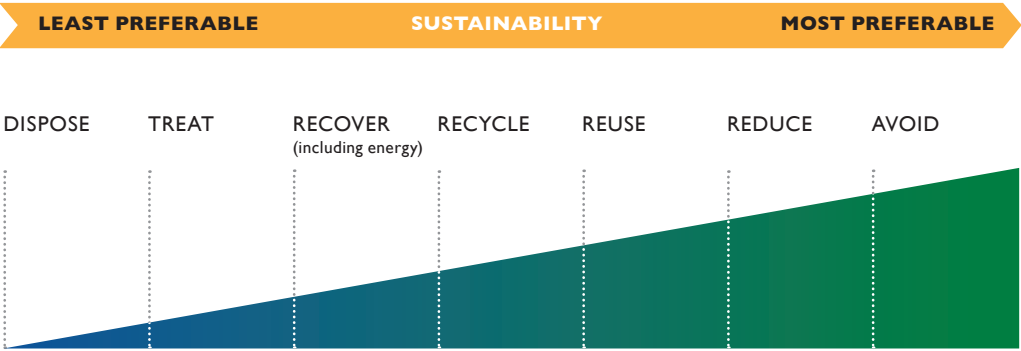 LEAST PREFERABLE SUSTAINABILITY MOST PREFERABLE
DISPOSE TREAT RECOVER RECYCLE REUSE REDUCE AVOID
(including energy)